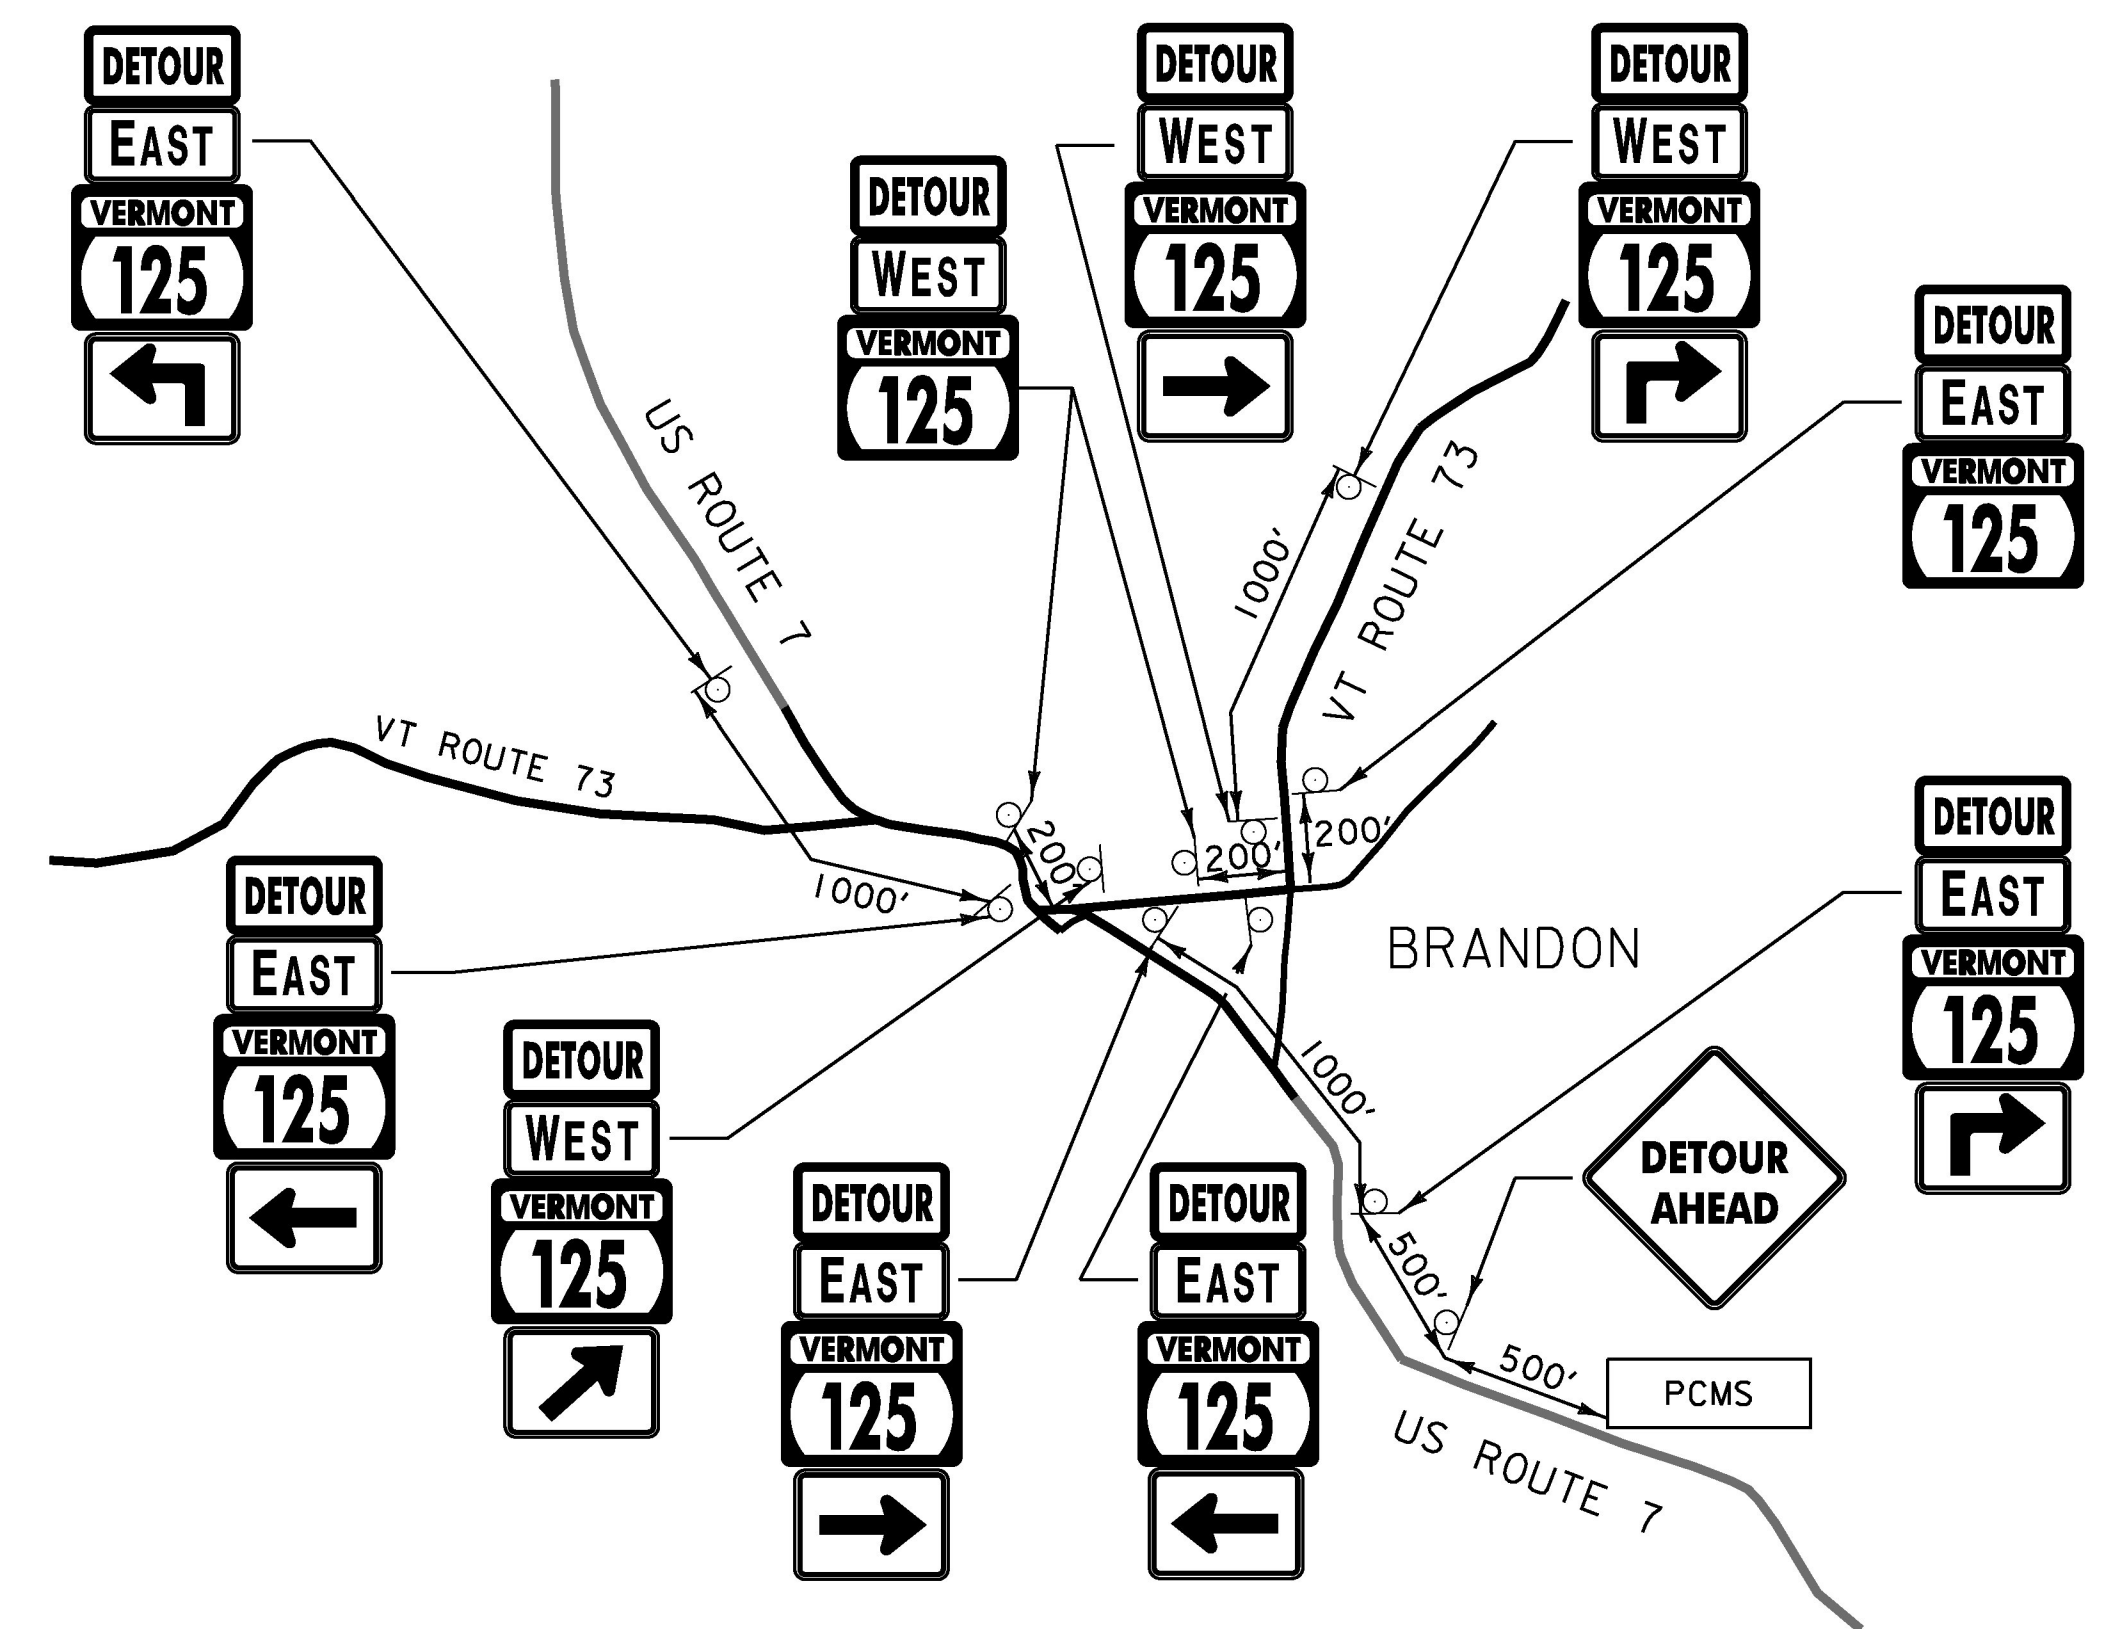 DETOUR
EAST
VERMONT
125
DETOUR
WEST
VERMONT
125
DETOUR
WEST
VERMONT
125
DETOUR
WEST
VERMONT
125
DETOUR
EAST
VERMONT
125
US ROUTE 7
1000'
VT ROUTE 73
VT ROUTE 73
200'
200'
200'
1000'
BRANDON
DETOUR
EAST
VERMONT
125
DETOUR
EAST
VERMONT
125
DETOUR
WEST
VERMONT
125
DETOUR
EAST
VERMONT
125
DETOUR
EAST
VERMONT
125
1000'
DETOUR
AHEAD
500'
500'
PCMS
US ROUTE 7